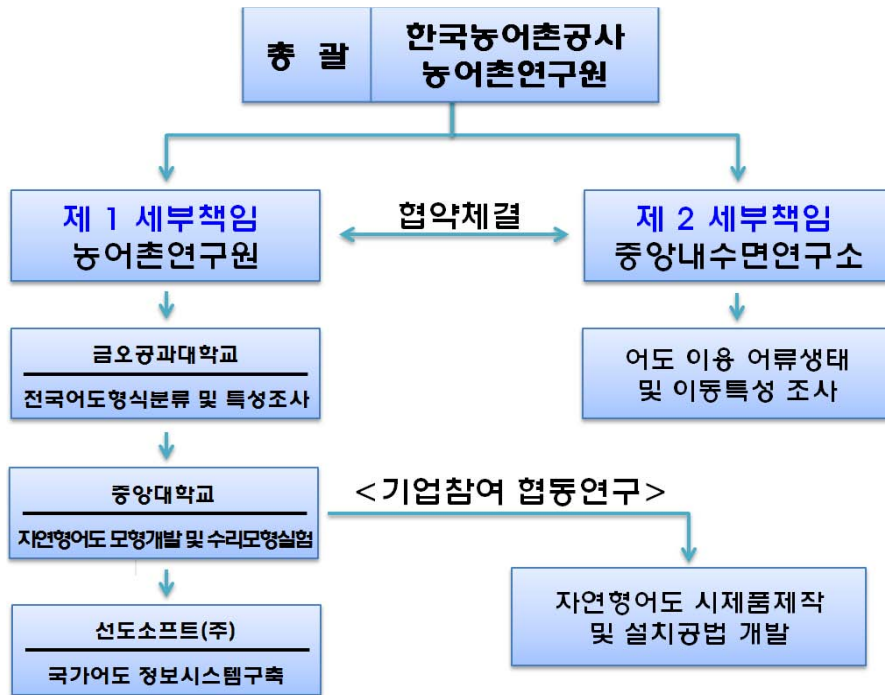 총 괄
한국농어촌공사
농어촌연구원
제 1 세부책임
농어촌연구원
협약체결
제 2 세부책임
중앙내수면연구소
금오공과대학교
전국어도형식분류 및 특성조사
어도 이용 어류생태
및 이동특성 조사
중앙대학교
자연형어도 모형개발 및 수리모형실험
<기업참여 협동연구>
자연형어도 시제품제작
및 설치공법 개발
선도소프트(주)
국가어도 정보시스템구축